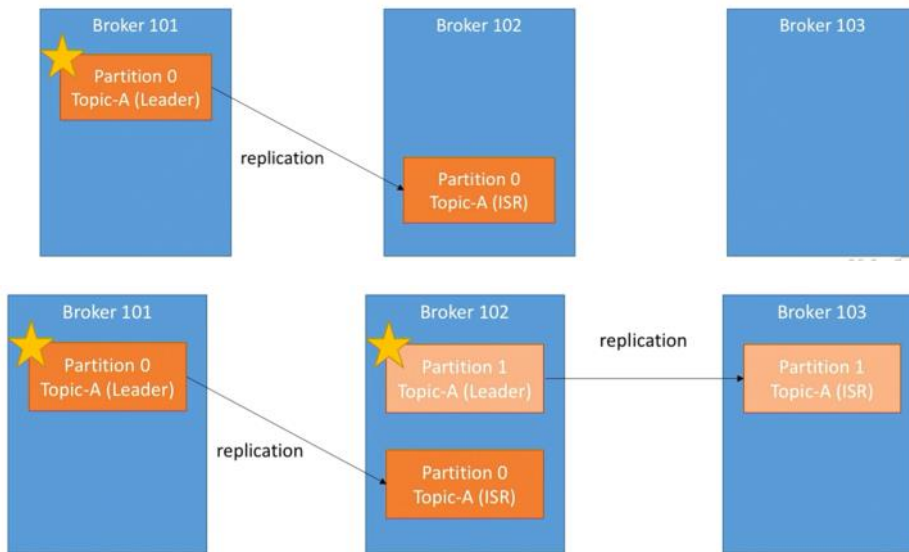 Broker 101
Broker 102
Broker 103
Partition 0
Topic-A (Leader)
replication
Partition 0
Topic-A (ISR)
Broker 101
Broker 102
Broker 103
replication
Partition 0
Topic-A (Leader)
Partition 1
Topic-A (Leader)
Partition 1
Topic-A (ISR)
replication
Partition 0
Topic-A (ISR)